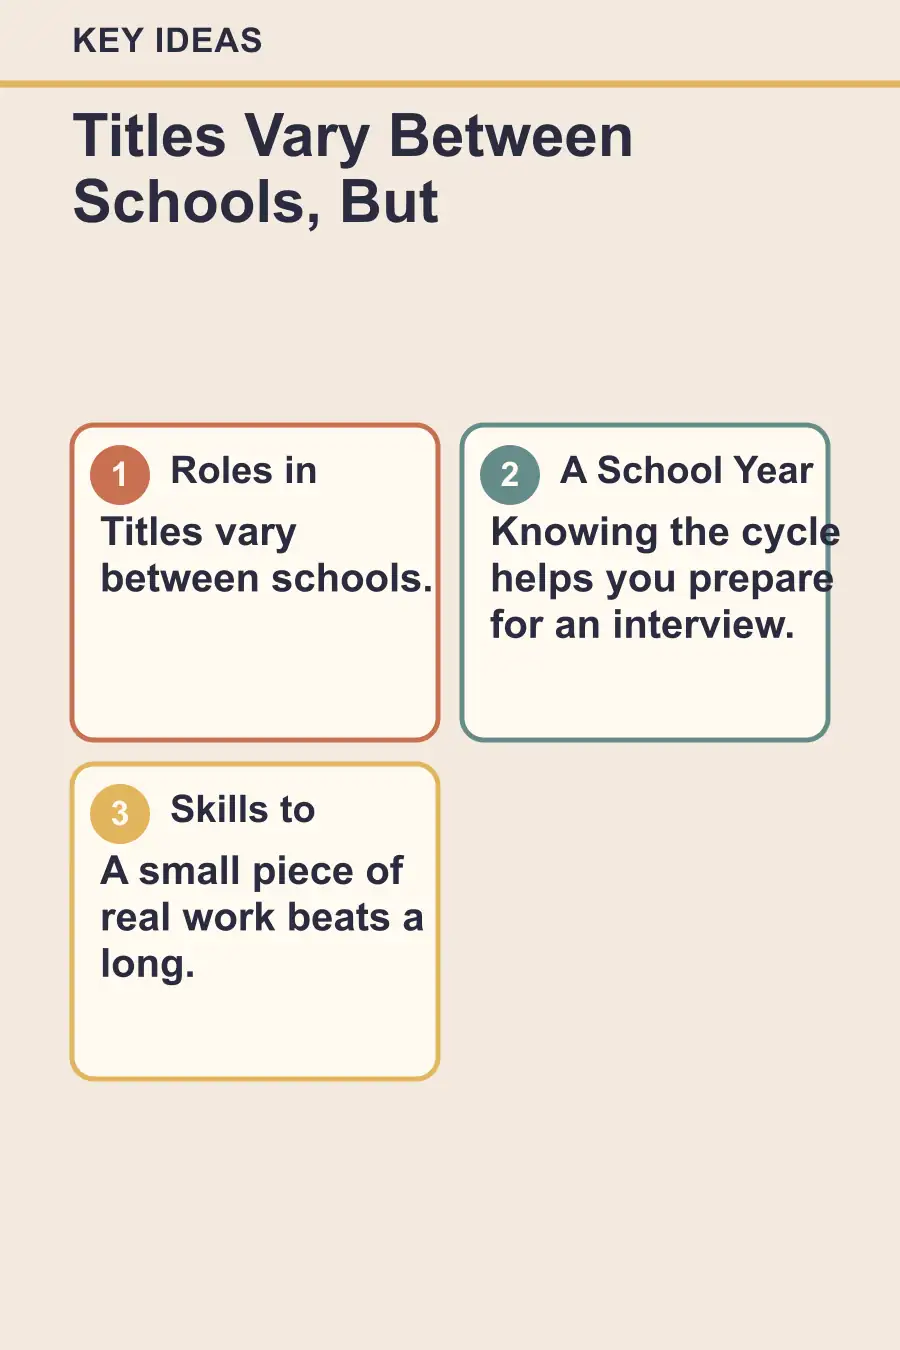 KEY IDEAS
Titles Vary Between
Schools, But
1
Roles in
Titles vary
between schools.
2
A School Year
Knowing the cycle
helps you prepare
for an interview.
3
Skills to
A small piece of
real work beats a
long.